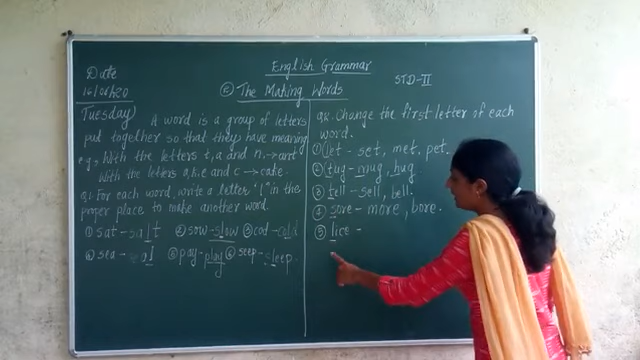 English Grammar
Date
16/06/20
② The Making Words
STD-II
Tuesday
A word is a group of letters
put together so that they have meaning
e.g, With the letters t, a and n, → ant
With the letters a,k,e and c → cake.
Q.1. For each word, write a letter 'l' in the
proper place to make another word.
① sat - salt ② sow - slow ③ cod - cold
④ sea - seal ⑤ pay - play ⑥ seep - sleep.
Q2. Change the first letter of each
word.
① let - set, met, pet.
② tug - mug, hug.
③ tell - sell, bell.
④ sore - more, bore.
⑤ lice -